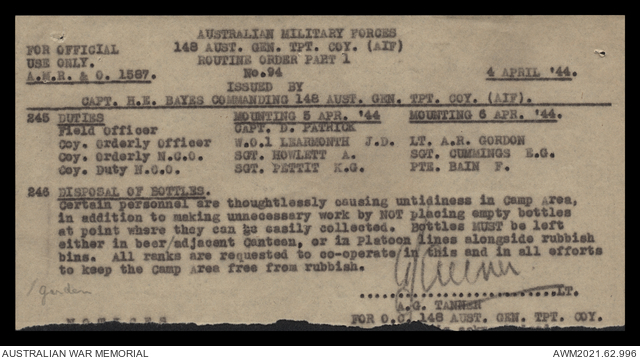 AUSTRALIAN MILITARY FORCES
FOR OFFICIAL 148 AUST. GEN. TPT. COY. (AIF)
USE ONLY. ROUTINE ORDER PART 1
A.M.R. & O. 1587. No.94 4 APRIL '44.
ISSUED BY
CAPT. H.E. BAYES COMMANDING 148 AUST. GEN. TPT. COY. (AIF).
245 DUTIES MOUNTING 5 APR. '44 MOUNTING 6 APR. '44.
Field Officer CAPT. D. PATRICK
Coy. Orderly Officer W.O.1 LEARMONTH J.D. LT. A.R. GORDON
Coy. Orderly N.C.O. SGT. HOWLETT A. SGT. CUMMINGS E.G.
Coy. Duty N.C.O. SGT. PETTIT K.G. PTE. BAIN F.
246 DISPOSAL OF BOTTLES.
Certain personnel are thoughtlessly causing untidiness in Camp Area,
in addition to making unnecessary work by NOT placing empty bottles
at point where they can be easily collected. Bottles MUST be left
either in beer/adjacent Canteen, or in Platoon lines alongside rubbish
bins. All ranks are requested to co-operate in this and in all efforts
to keep the Camp Area free from rubbish.
LT.
A.G. TANNER
FOR O.C. 148 AUST. GEN. TPT. COY.
NOTICES
AUSTRALIAN WAR MEMORIAL AWM2021.62.996